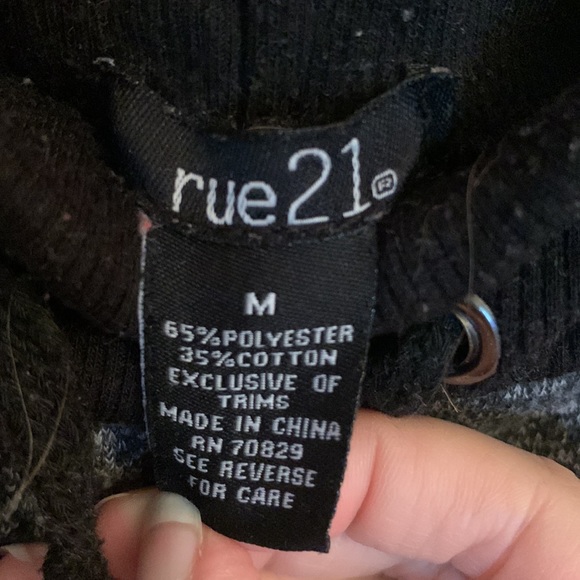 rue21
M
65%POLYESTER
35%COTTON
EXCLUSIVE OF
TRIMS
MADE IN CHINA
RN 70829
SEE REVERSE
FOR CARE